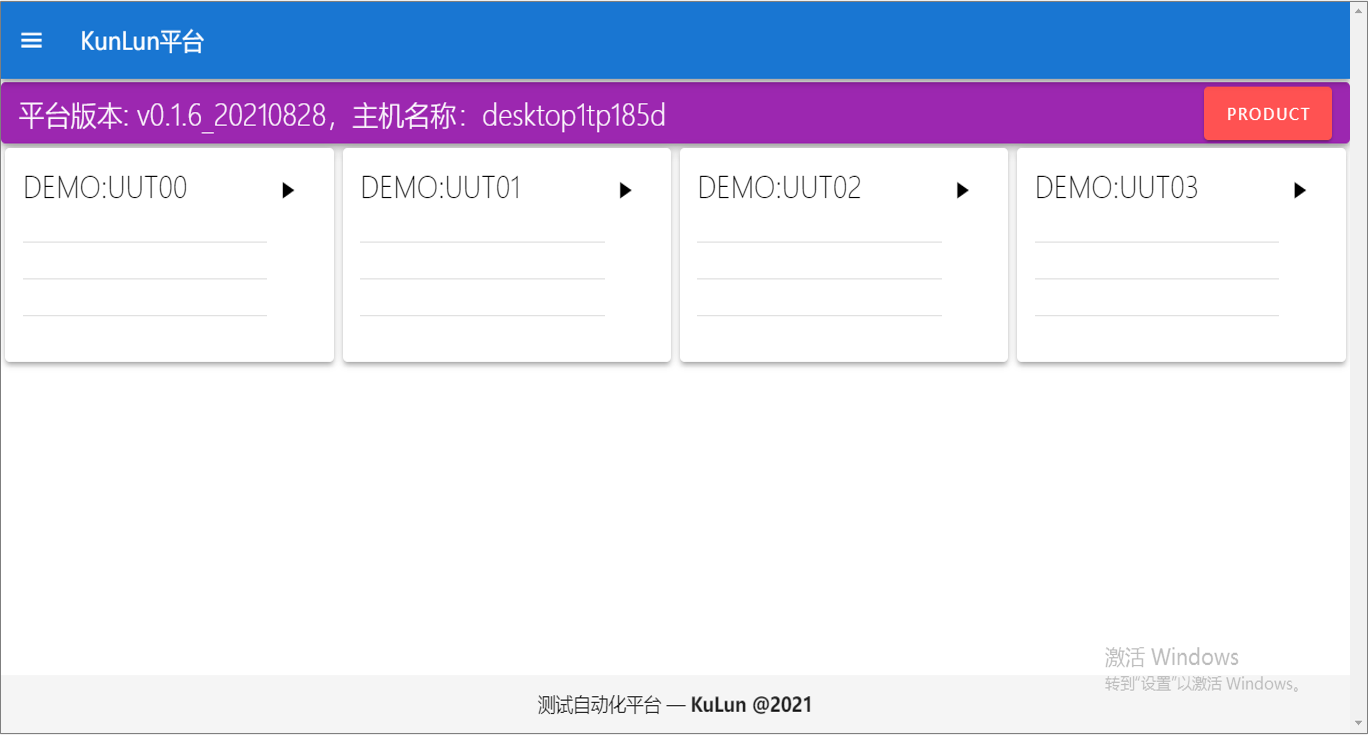 KunLun平台
平台版本: v0.1.6_20210828，主机名称：desktop1tp185d
PRODUCT
DEMO:UUT00
DEMO:UUT01
DEMO:UUT02
DEMO:UUT03
激活 Windows
转到“设置”以激活 Windows。
测试自动化平台 — KuLun @2021